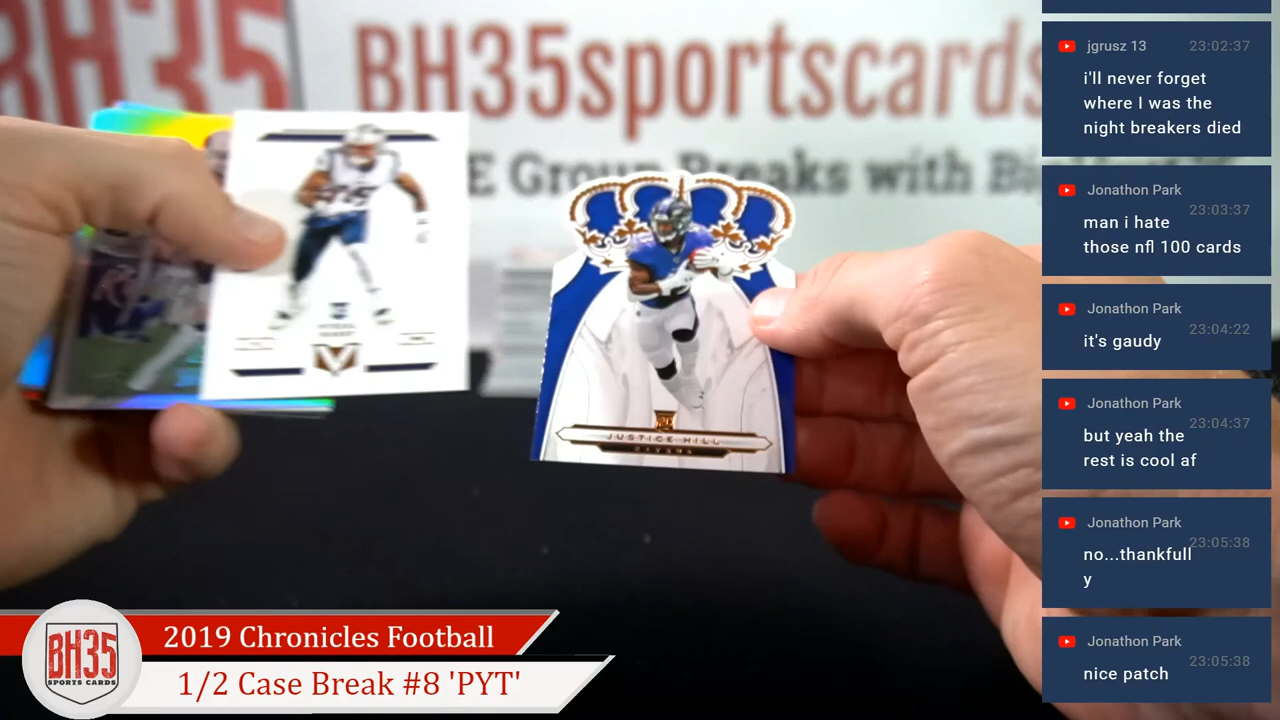 BH35
BH35sportscards
E Group Breaks with Big
JUSTICE HILL
2019 Chronicles Football
1/2 Case Break #8 'PYT'
BH35
SPORTS CARDS
jgrusz 13 23:02:37
i'll never forget
where I was the
night breakers died
Jonathon Park
23:03:37
man i hate
those nfl 100 cards
Jonathon Park
23:04:22
it's gaudy
Jonathon Park
23:04:37
but yeah the
rest is cool af
Jonathon Park
23:05:38
no...thankfull
y
Jonathon Park
23:05:38
nice patch